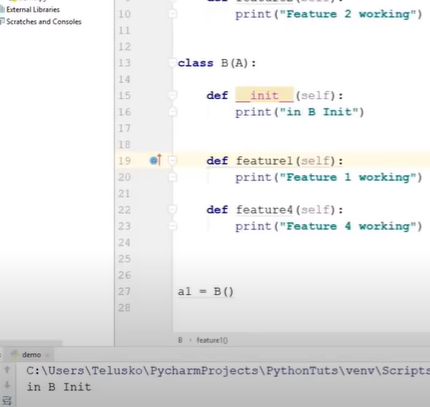 External Libraries
Scratches and Consoles
10 print("Feature 2 working")
11
12
13 class B(A):
14
15 def __init__(self):
16 print("in B Init")
17
18
19 def feature1(self):
20 print("Feature 1 working")
21
22 def feature4(self):
23 print("Feature 4 working")
24
25
26
27 a1 = B()
28
B › feature1()
demo
C:\Users\Telusko\PycharmProjects\PythonTuts\venv\Scripts
in B Init